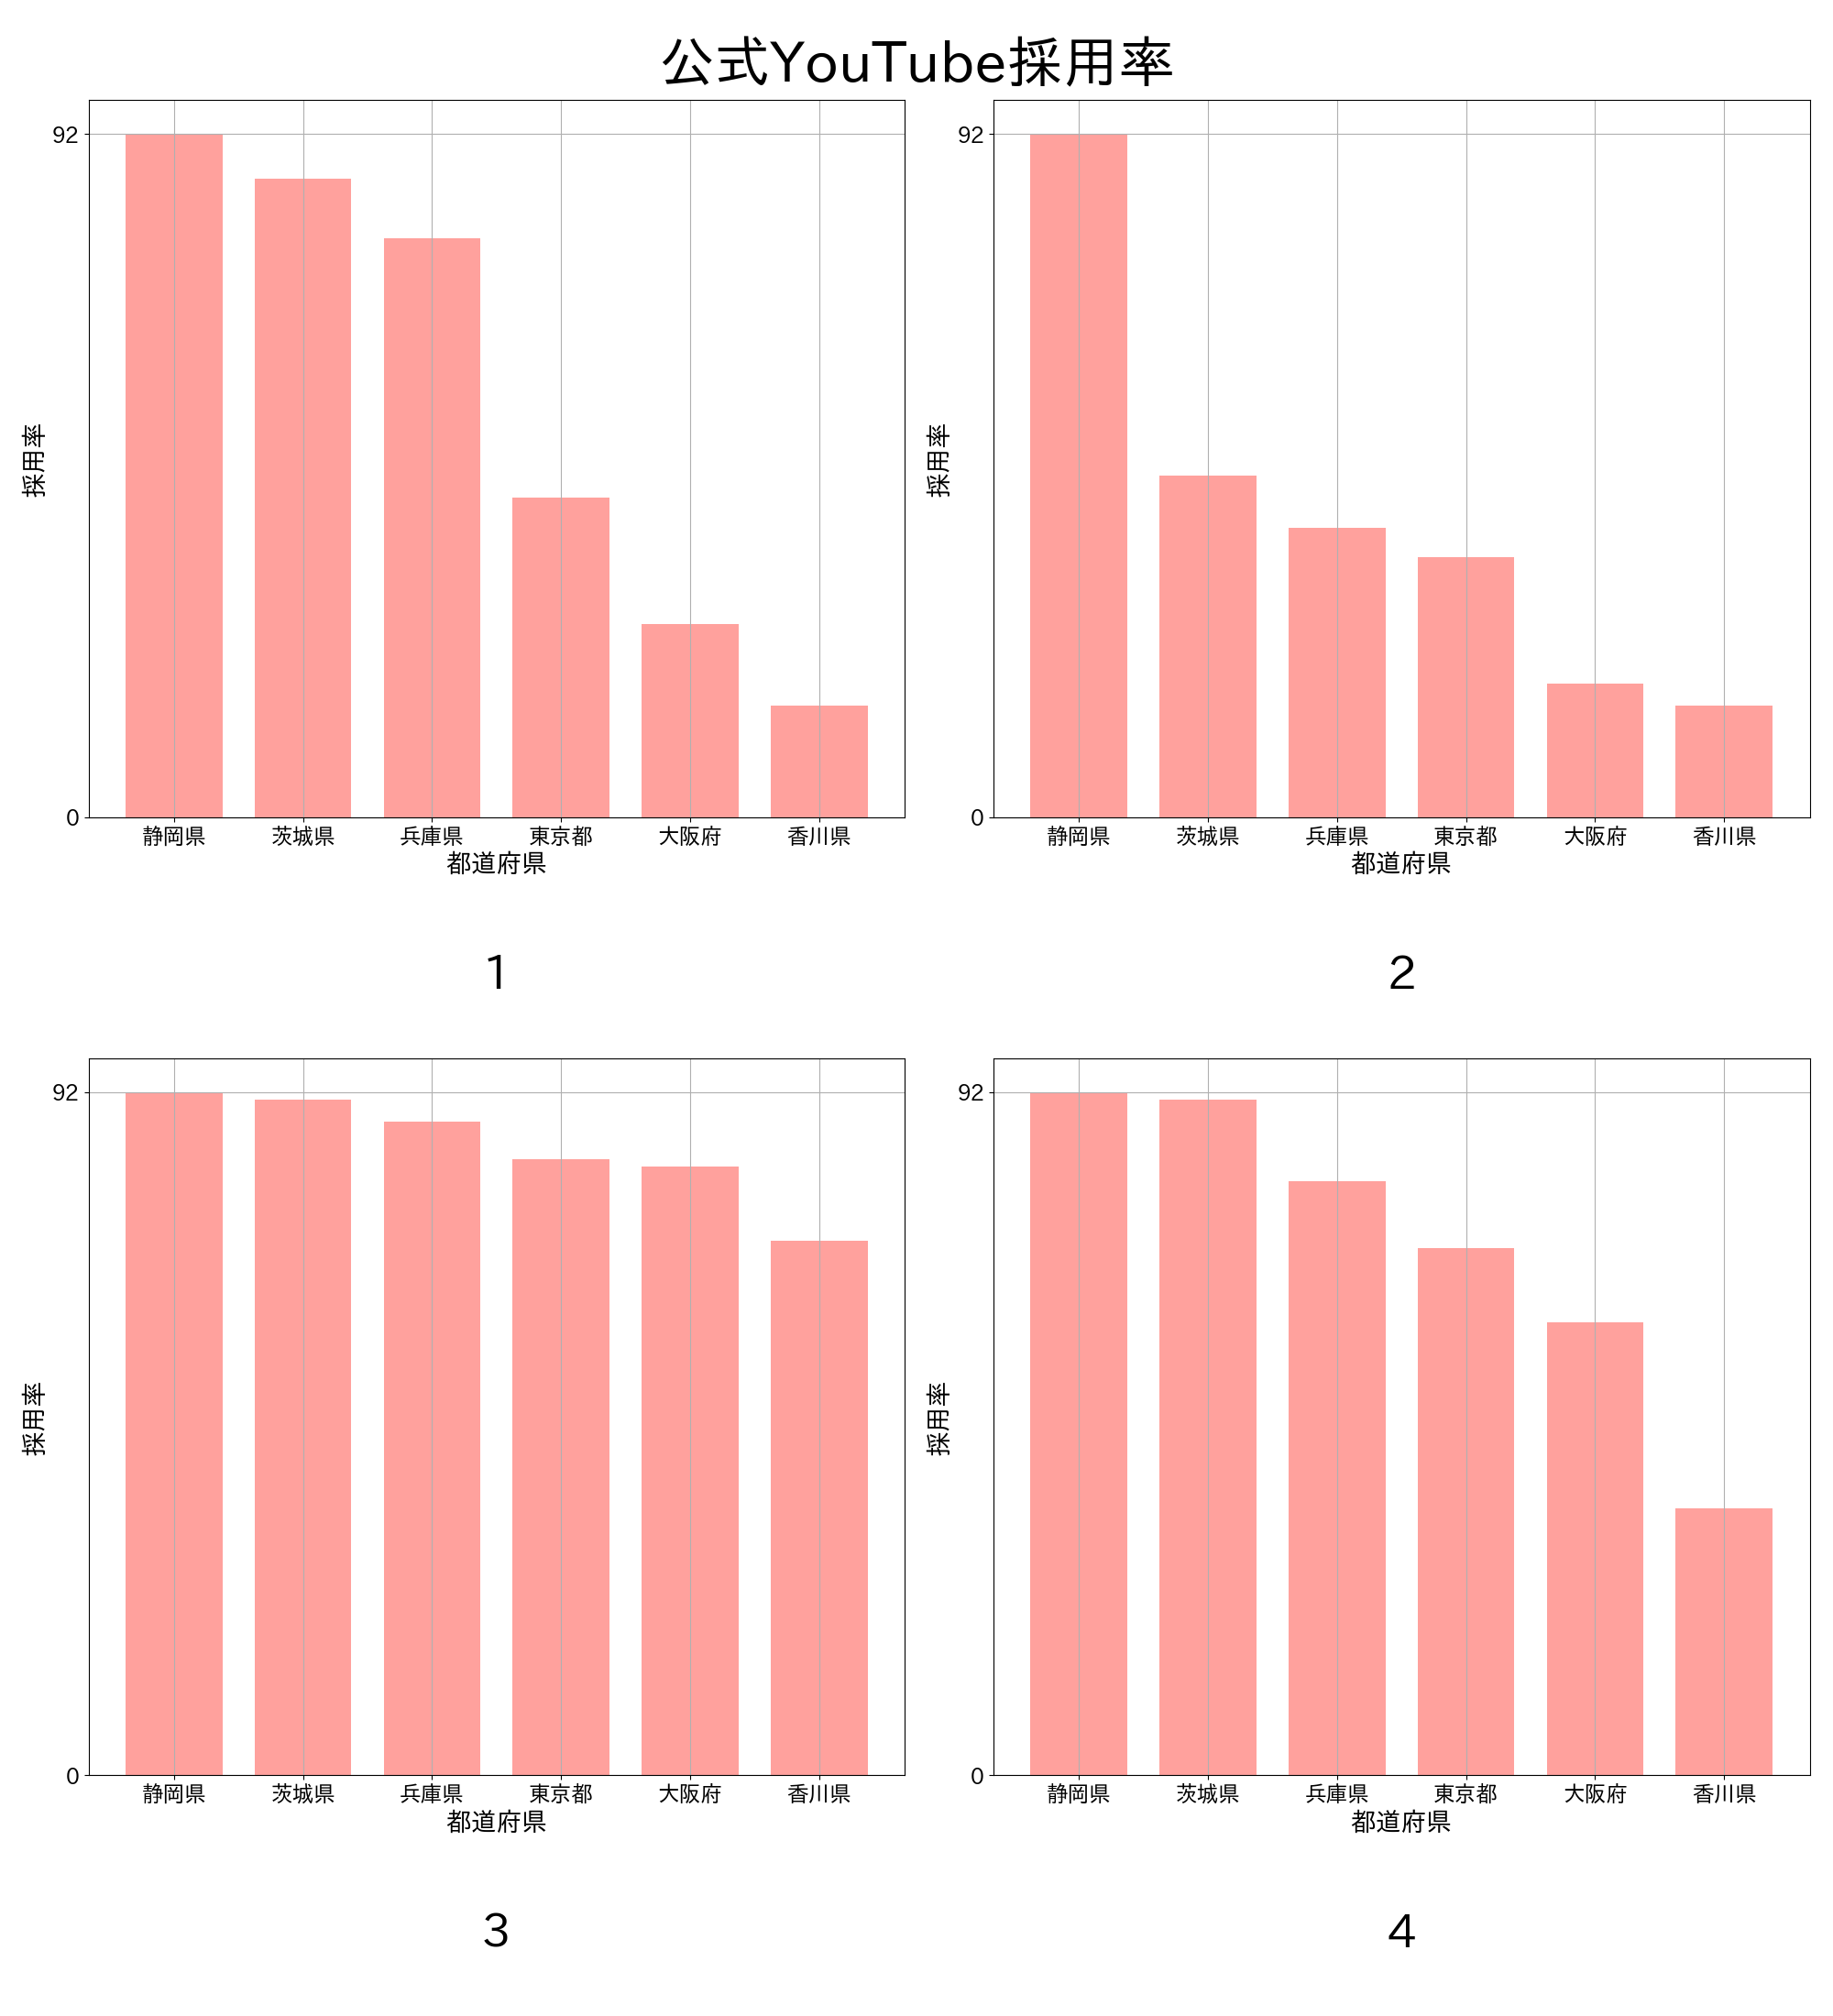 公式YouTube採用率
92
0
採用率
静岡県 茨城県 兵庫県 東京都 大阪府 香川県
都道府県
1
92
0
採用率
静岡県 茨城県 兵庫県 東京都 大阪府 香川県
都道府県
2
92
0
採用率
静岡県 茨城県 兵庫県 東京都 大阪府 香川県
都道府県
3
92
0
採用率
静岡県 茨城県 兵庫県 東京都 大阪府 香川県
都道府県
4